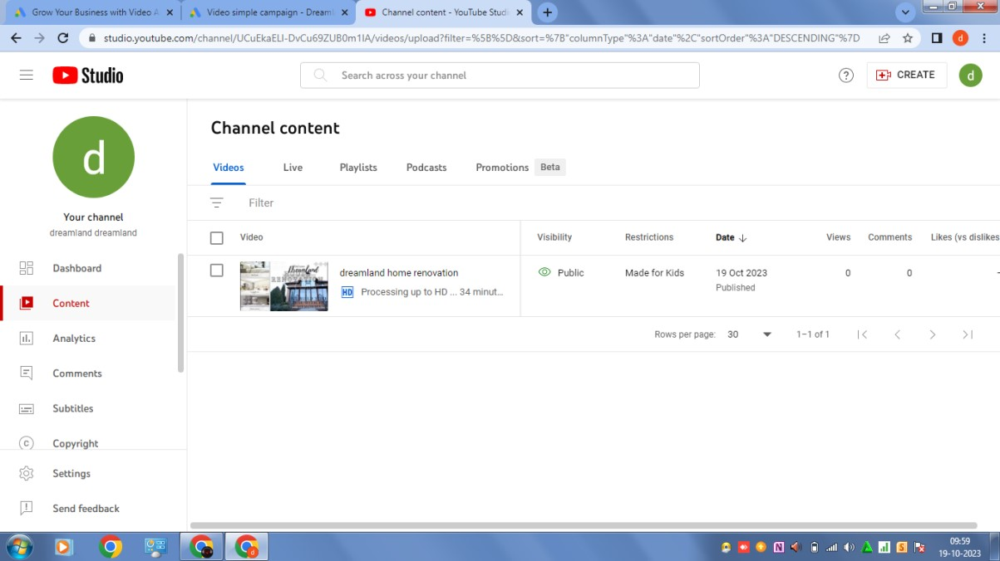 Grow Your Business with Video A
Video simple campaign - Dreaml
Channel content - YouTube Studi
studio.youtube.com/channel/UCuEkaELI-DvCu69ZUB0m1IA/videos/upload?filter=%5B%5D&sort=%7B"columnType"%3A"date"%2C"sortOrder"%3A"DESCENDING"%7D
d
Studio
Search across your channel
CREATE
d
d
Your channel
dreamland dreamland
Dashboard
Content
Analytics
Comments
Subtitles
Copyright
Settings
Send feedback
Channel content
Videos Live Playlists Podcasts Promotions Beta
Filter
Video Visibility Restrictions Date Views Comments Likes (vs dislikes
Dreamland
RENOVATION
dreamland home renovation
HD Processing up to HD ... 34 minut...
Public
Made for Kids
19 Oct 2023
Published
0
0
Rows per page: 30 1–1 of 1
09:59
19-10-2023